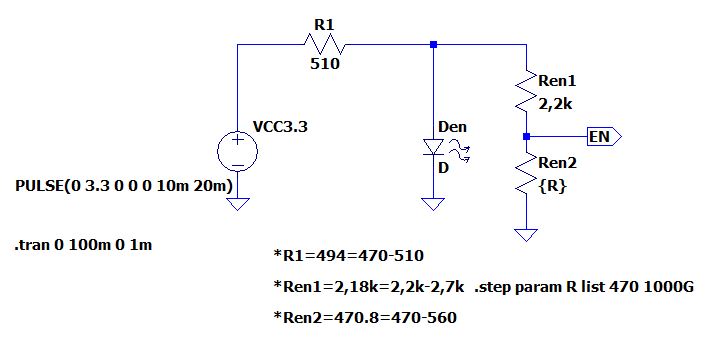 R1
510
Ren1
2,2k
VCC3.3
Den
EN
D
Ren2
{R}
PULSE(0 3.3 0 0 0 10m 20m)
.tran 0 100m 0 1m
*R1=494=470-510
*Ren1=2,18k=2,2k-2,7k .step param R list 470 1000G
*Ren2=470.8=470-560